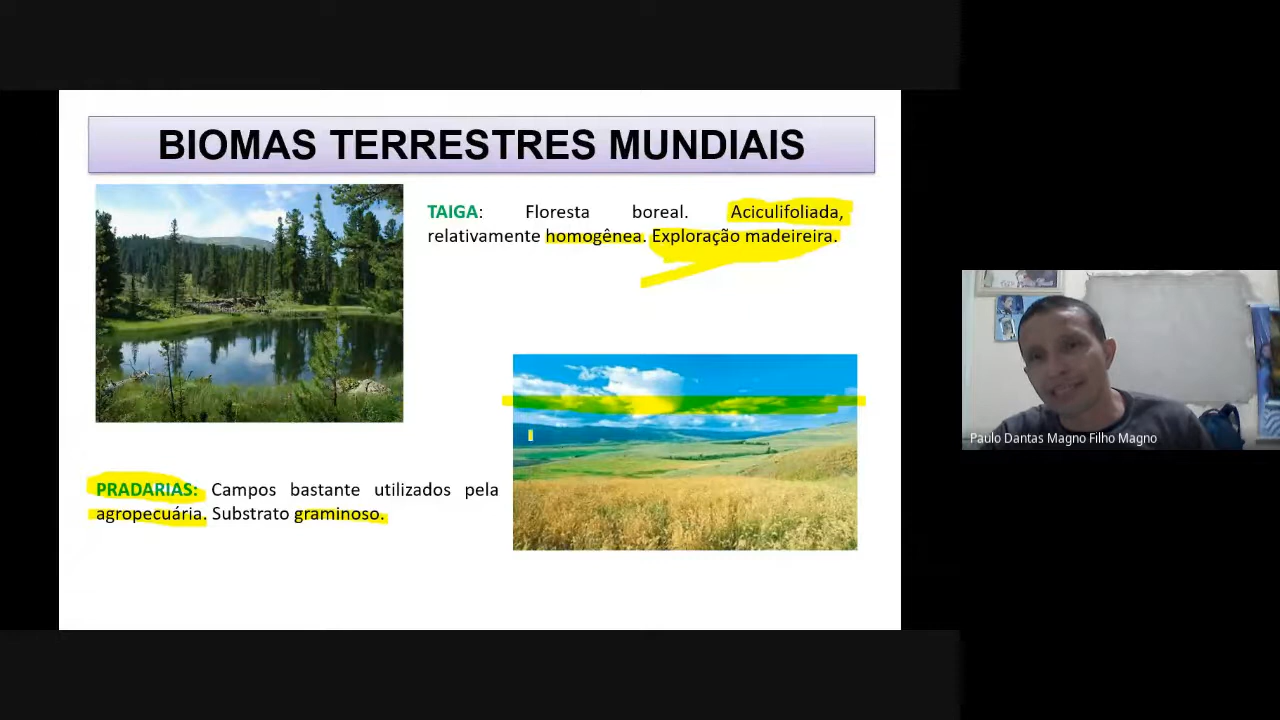 BIOMAS TERRESTRES MUNDIAIS
TAIGA: Floresta boreal. Aciculifoliada,
relativamente homogênea. Exploração madeireira.
PRADARIAS: Campos bastante utilizados pela
agropecuária. Substrato graminoso.
Paulo Dantas Magno Filho Magno